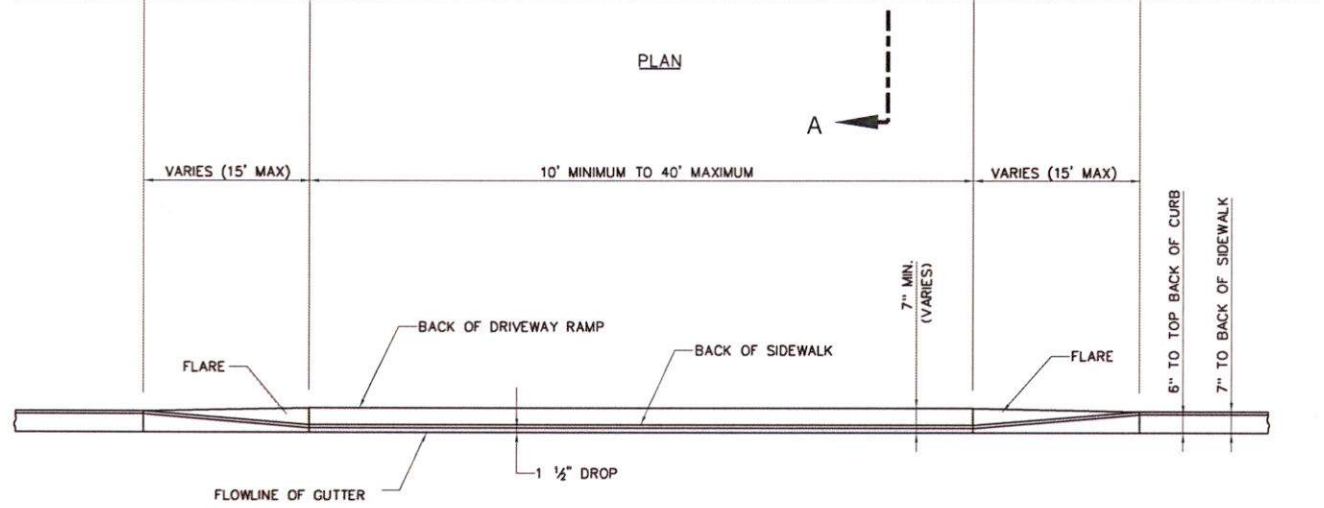 PLAN
A
VARIES (15' MAX)
10' MINIMUM TO 40' MAXIMUM
VARIES (15' MAX)
6" TO TOP BACK OF CURB
7" TO BACK OF SIDEWALK
7" MIN.
(VARIES)
BACK OF DRIVEWAY RAMP
BACK OF SIDEWALK
FLARE
FLARE
1 ½" DROP
FLOWLINE OF GUTTER